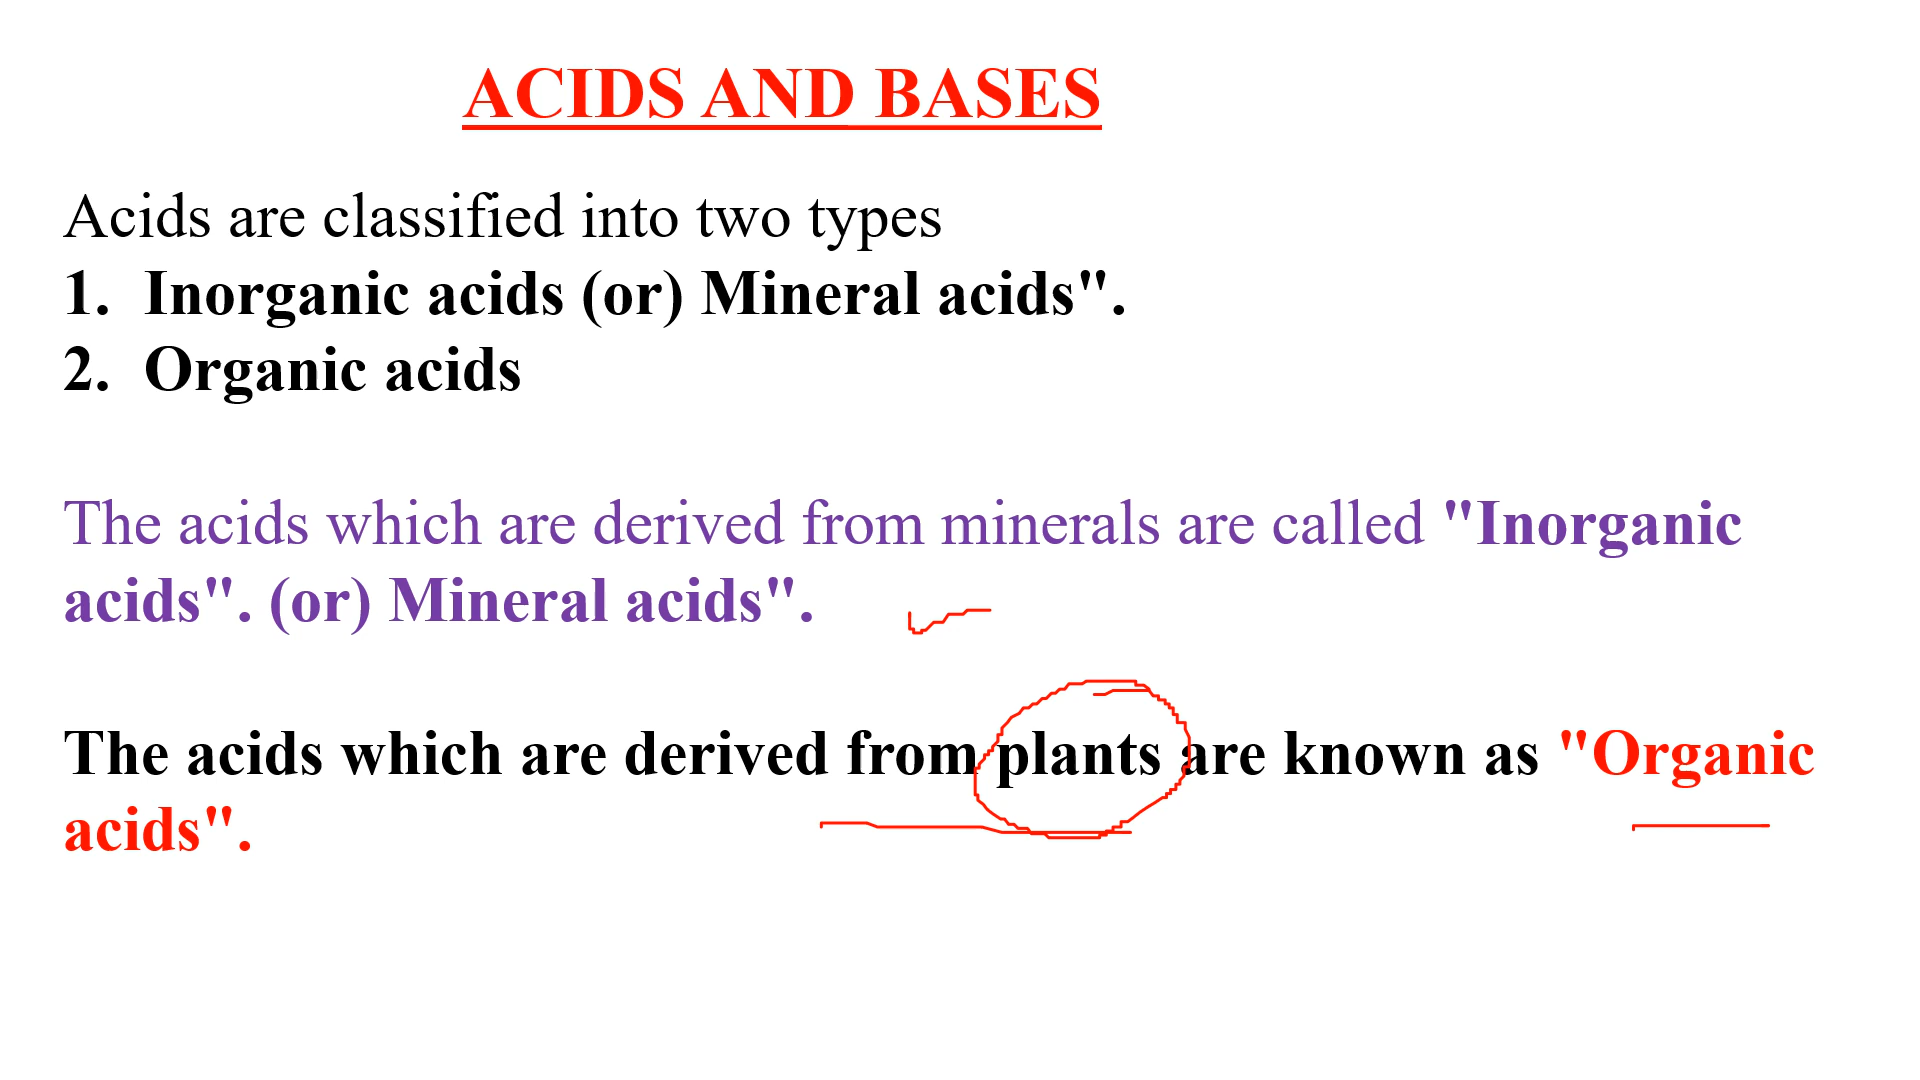 ACIDS AND BASES
Acids are classified into two types
1. Inorganic acids (or) Mineral acids".
2. Organic acids
The acids which are derived from minerals are called "Inorganic
acids". (or) Mineral acids".
The acids which are derived from plants are known as "Organic
acids".